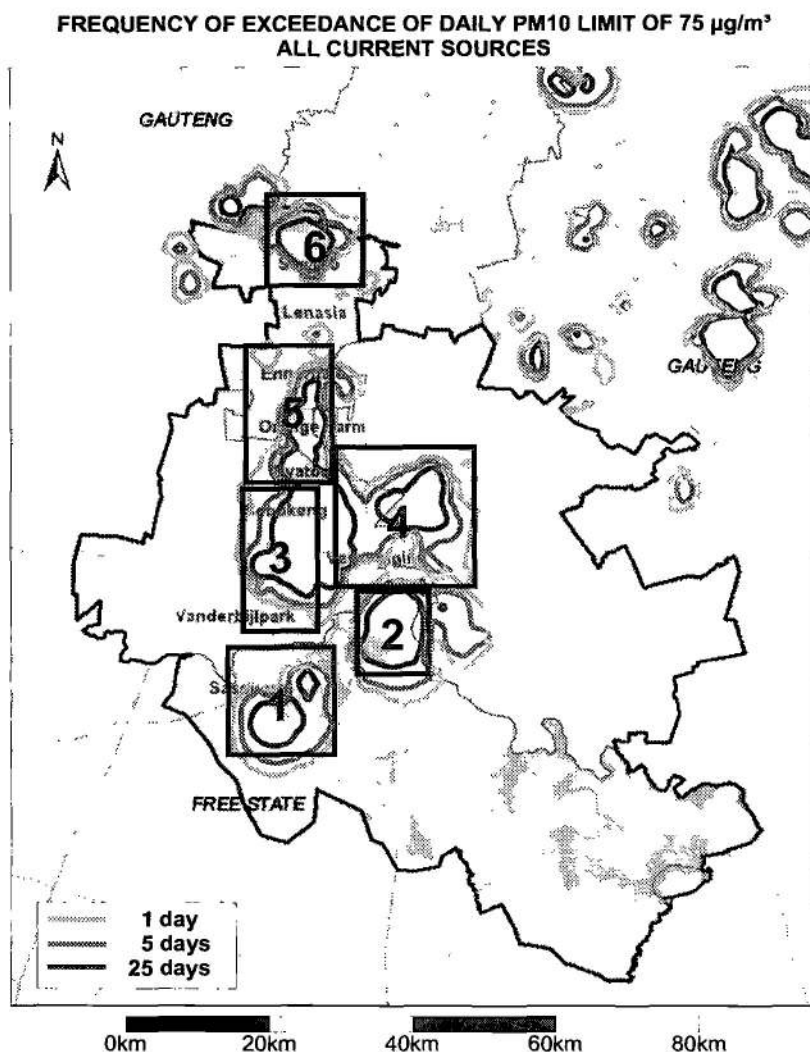 FREQUENCY OF EXCEEDANCE OF DAILY PM10 LIMIT OF 75 µg/m³
ALL CURRENT SOURCES
GAUTENG
N
6
Lenasia
GAUTENG
5
4
3
Vanderbijlpark
2
1
FREE STATE
1 day
5 days
25 days
0km 20km 40km 60km 80km